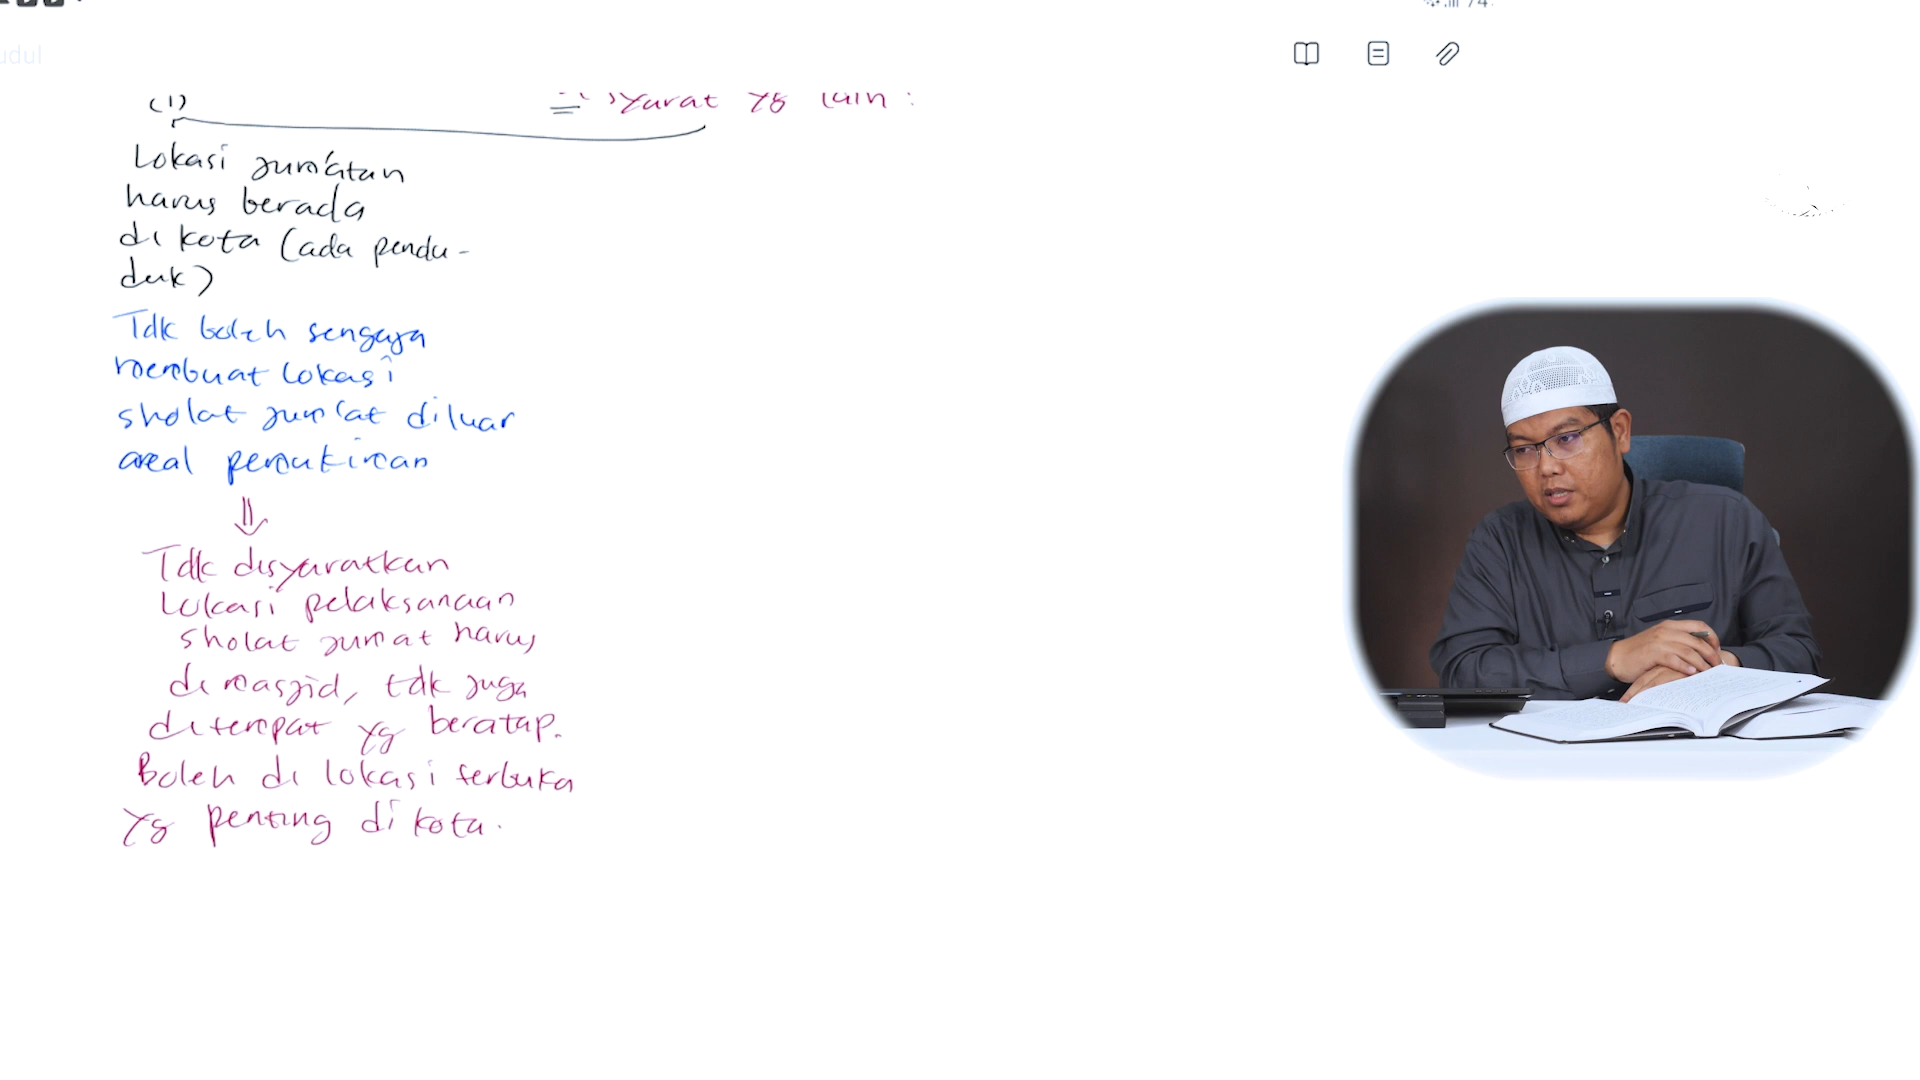 udul
(1)
syarat yg lain :
Lokasi jum'atan
harus berada
di kota (ada pendu-
duk)
Tdk boleh sengaja
membuat lokasi
sholat jum'at diluar
areal pemukiman
Tdk disyaratkan
Lokasi pelaksanaan
sholat jumat harus
di masjid, tdk juga
ditempat yg beratap.
Boleh di lokasi terbuka
yg penting di kota.